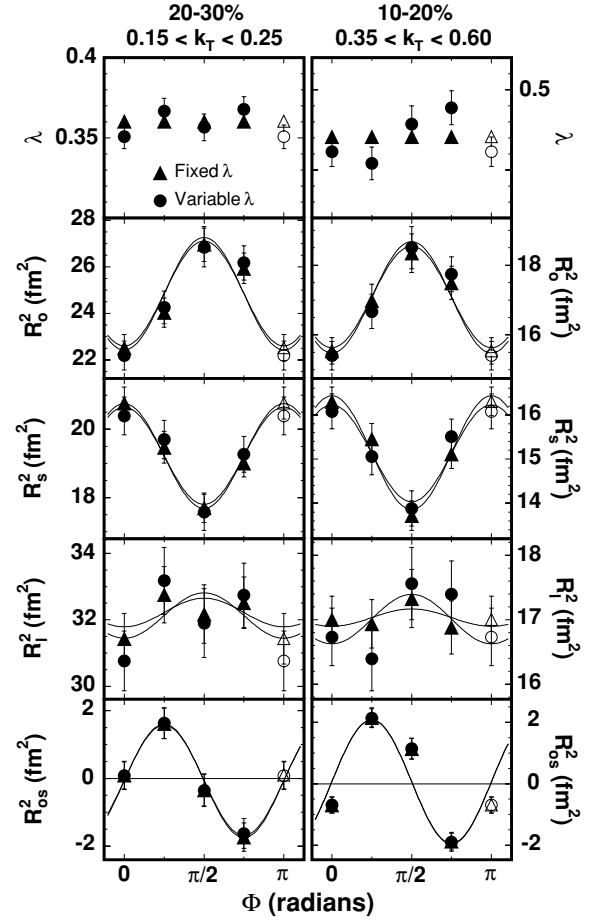 20-30%
0.15 < k_T < 0.25
10-20%
0.35 < k_T < 0.60
0.4
0.35
λ
0.5
λ
Fixed λ
Variable λ
28
26
24
22
R_o^2 (fm^2)
18
16
R_o^2 (fm^2)
20
18
R_s^2 (fm^2)
16
15
14
R_s^2 (fm^2)
34
32
30
R_l^2 (fm^2)
18
17
16
R_l^2 (fm^2)
2
0
-2
R_os^2 (fm^2)
2
0
-2
R_os^2 (fm^2)
0
π/2
π
0
π/2
π
Φ (radians)